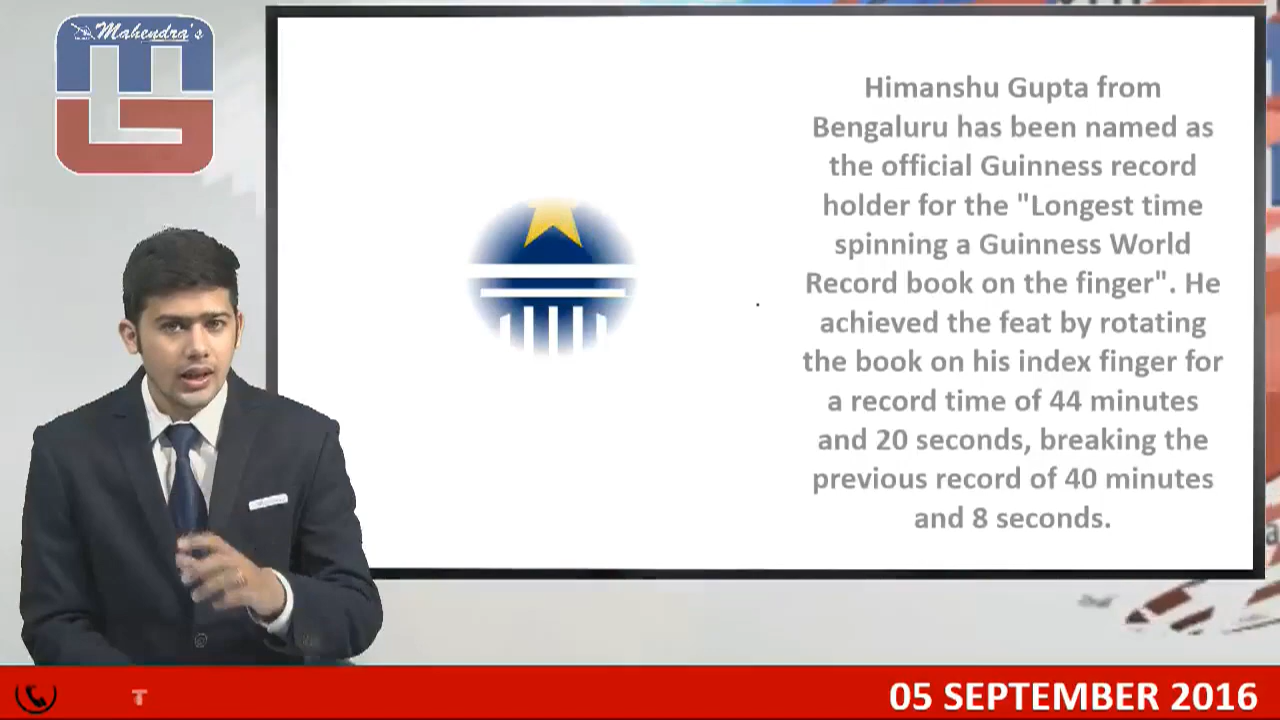 Mahendra's
Himanshu Gupta from
Bengaluru has been named as
the official Guinness record
holder for the "Longest time
spinning a Guinness World
Record book on the finger". He
achieved the feat by rotating
the book on his index finger for
a record time of 44 minutes
and 20 seconds, breaking the
previous record of 40 minutes
and 8 seconds.
T
05 SEPTEMBER 2016